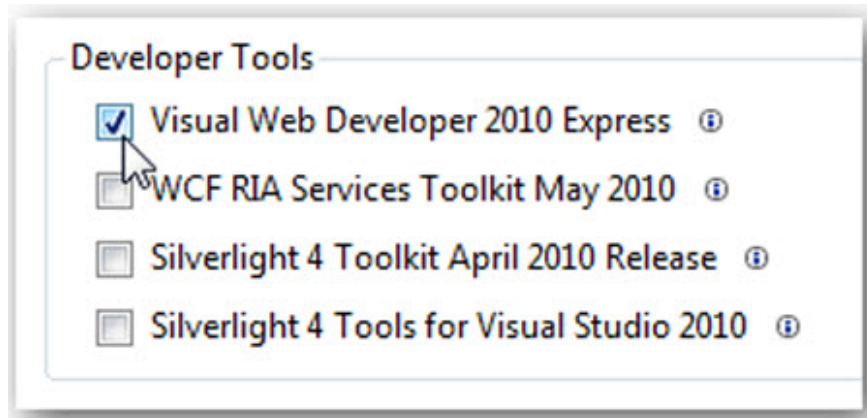 Developer Tools
Visual Web Developer 2010 Express
WCF RIA Services Toolkit May 2010
Silverlight 4 Toolkit April 2010 Release
Silverlight 4 Tools for Visual Studio 2010